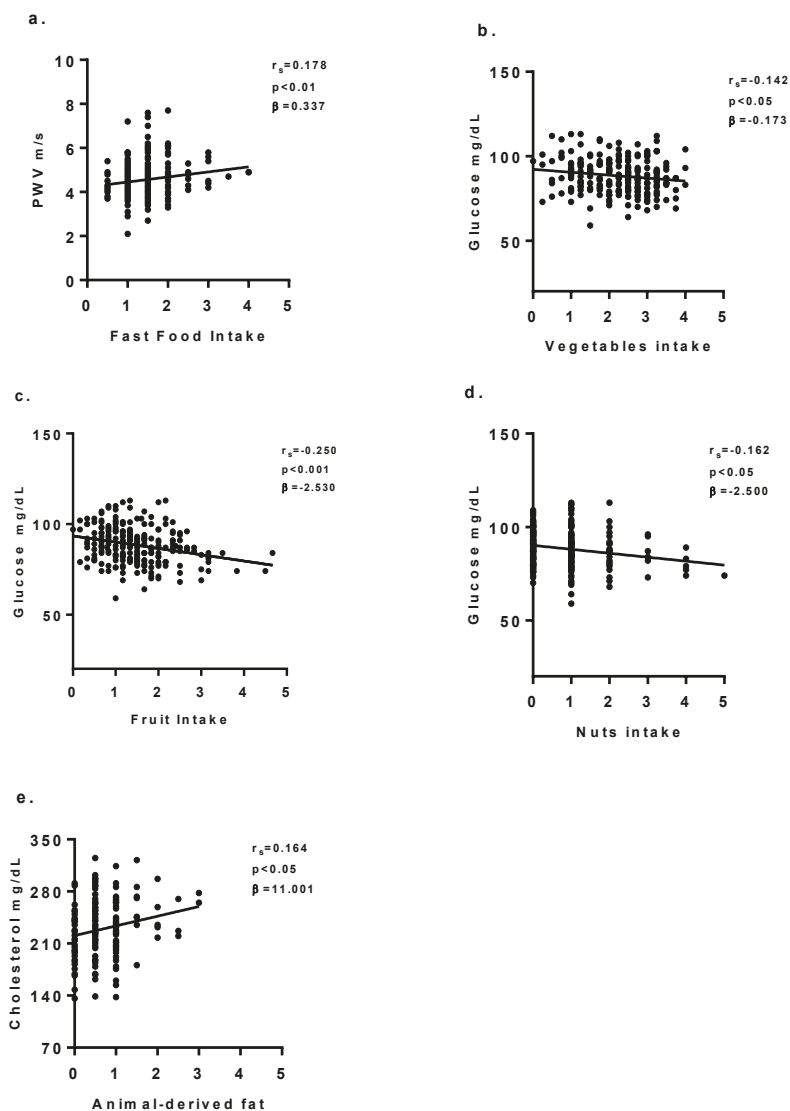 a.
10
8
6
4
2
0
PWV m/s
0 1 2 3 4 5
Fast Food Intake
rs=0.178
p<0.01
β=0.337
b.
150
100
50
Glucose mg/dL
0 1 2 3 4 5
Vegetables intake
rs=-0.142
p<0.05
β=-0.173
c.
150
100
50
Glucose mg/dL
0 1 2 3 4 5
Fruit Intake
rs=-0.250
p<0.001
β=-2.530
d.
150
100
50
Glucose mg/dL
0 1 2 3 4 5
Nuts intake
rs=-0.162
p<0.05
β=-2.500
e.
350
280
210
140
70
Cholesterol mg/dL
0 1 2 3 4 5
Animal-derived fat
rs=0.164
p<0.05
β=11.001